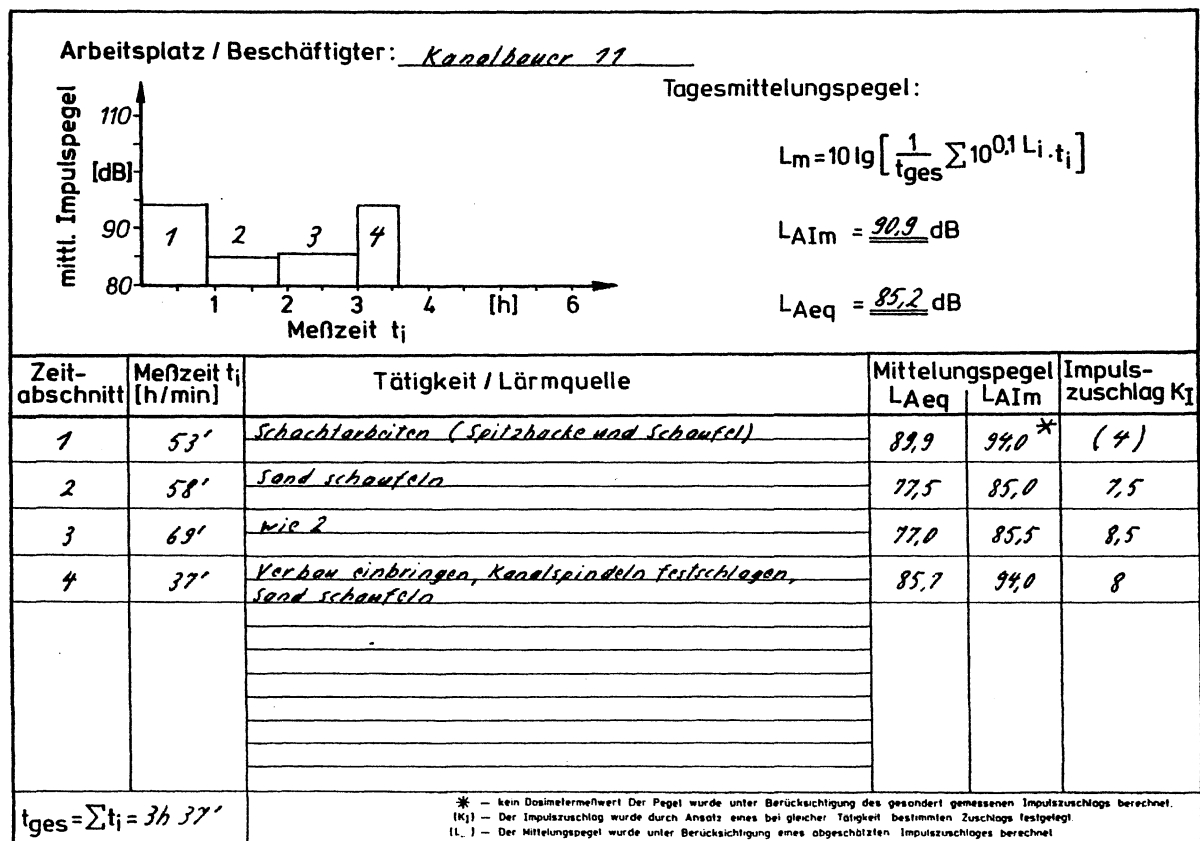 Arbeitsplatz / Beschäftigter: Kanalbauer 11
mittl. Impulspegel
[dB]
110
90
80
1 2 3 4
1 2 3 4 [h] 6
Meßzeit ti
Tagesmittelungspegel:
Lm = 10 lg [ 1/tges ∑ 10^0,1 Li · ti ]
LAIm = 90,9 dB
LAeq = 85,2 dB
Zeit-abschnitt Meßzeit ti [h/min] Tätigkeit / Lärmquelle Mittelungspegel LAeq LAIm Impuls-zuschlag KI
1 53' Schachtarbeiten (Spitzhacke und Schaufel) 89,9 94,0 * (4)
2 58' Sand schaufeln 77,5 85,0 7,5
3 69' wie 2 77,0 85,5 8,5
4 37' Verbau einbringen, Kanalspindeln festschlagen, 85,7 94,0 8
Sand schaufeln
tges = ∑ti = 3h 37'
* – kein Dosimetermeßwert Der Pegel wurde unter Berücksichtigung des gesondert gemessenen Impulszuschlags berechnet.
(KI) – Der Impulszuschlag wurde durch Ansatz eines bei gleicher Tätigkeit bestimmten Zuschlags festgelegt.
(L_) – Der Mittelungspegel wurde unter Berücksichtigung eines abgeschätzten Impulszuschlages berechnet